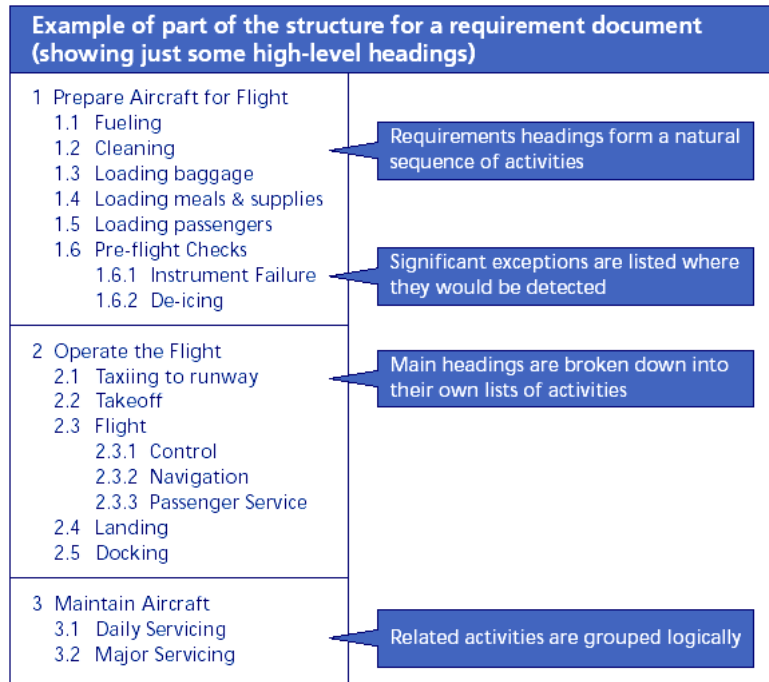 Example of part of the structure for a requirement document
(showing just some high-level headings)
1 Prepare Aircraft for Flight
1.1 Fueling
1.2 Cleaning
1.3 Loading baggage
1.4 Loading meals & supplies
1.5 Loading passengers
1.6 Pre-flight Checks
1.6.1 Instrument Failure
1.6.2 De-icing
Requirements headings form a natural
sequence of activities
Significant exceptions are listed where
they would be detected
2 Operate the Flight
2.1 Taxiing to runway
2.2 Takeoff
2.3 Flight
2.3.1 Control
2.3.2 Navigation
2.3.3 Passenger Service
2.4 Landing
2.5 Docking
Main headings are broken down into
their own lists of activities
3 Maintain Aircraft
3.1 Daily Servicing
3.2 Major Servicing
Related activities are grouped logically